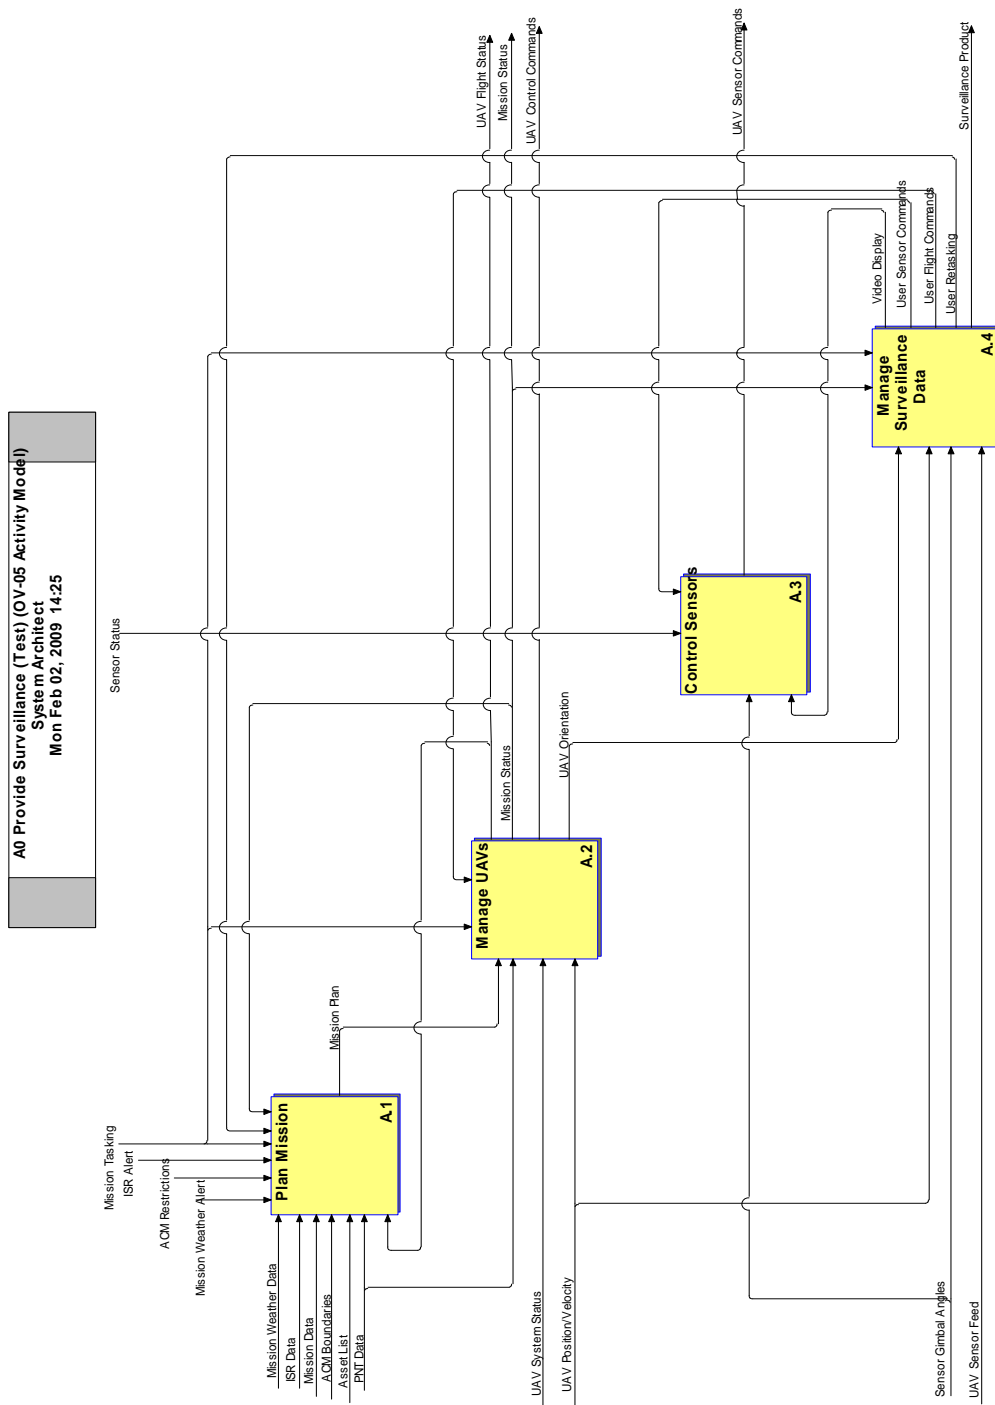 A0 Provide Surveillance (Test) (OV-05 Activity Model)
System Architect
Mon Feb 02, 2009 14:25
Mission Tasking
ISR Alert
ACM Restrictions
Mission Weather Alert
Sensor Status
Mission Weather Data
ISR Data
Mission Data
ACM Boundaries
Asset List
PNT Data
Plan Mission
A.1
Mission Plan
UAV System Status
UAV Position/Velocity
Manage UAVs
A.2
Mission Status
UAV Orientation
UAV Flight Status
Mission Status
UAV Control Commands
Control Sensors
A.3
UAV Sensor Commands
Sensor Gimbal Angles
UAV Sensor Feed
Manage
Surveillance
Data
A.4
Video Display
User Sensor Commands
User Flight Commands
User Retasking
Surveillance Product